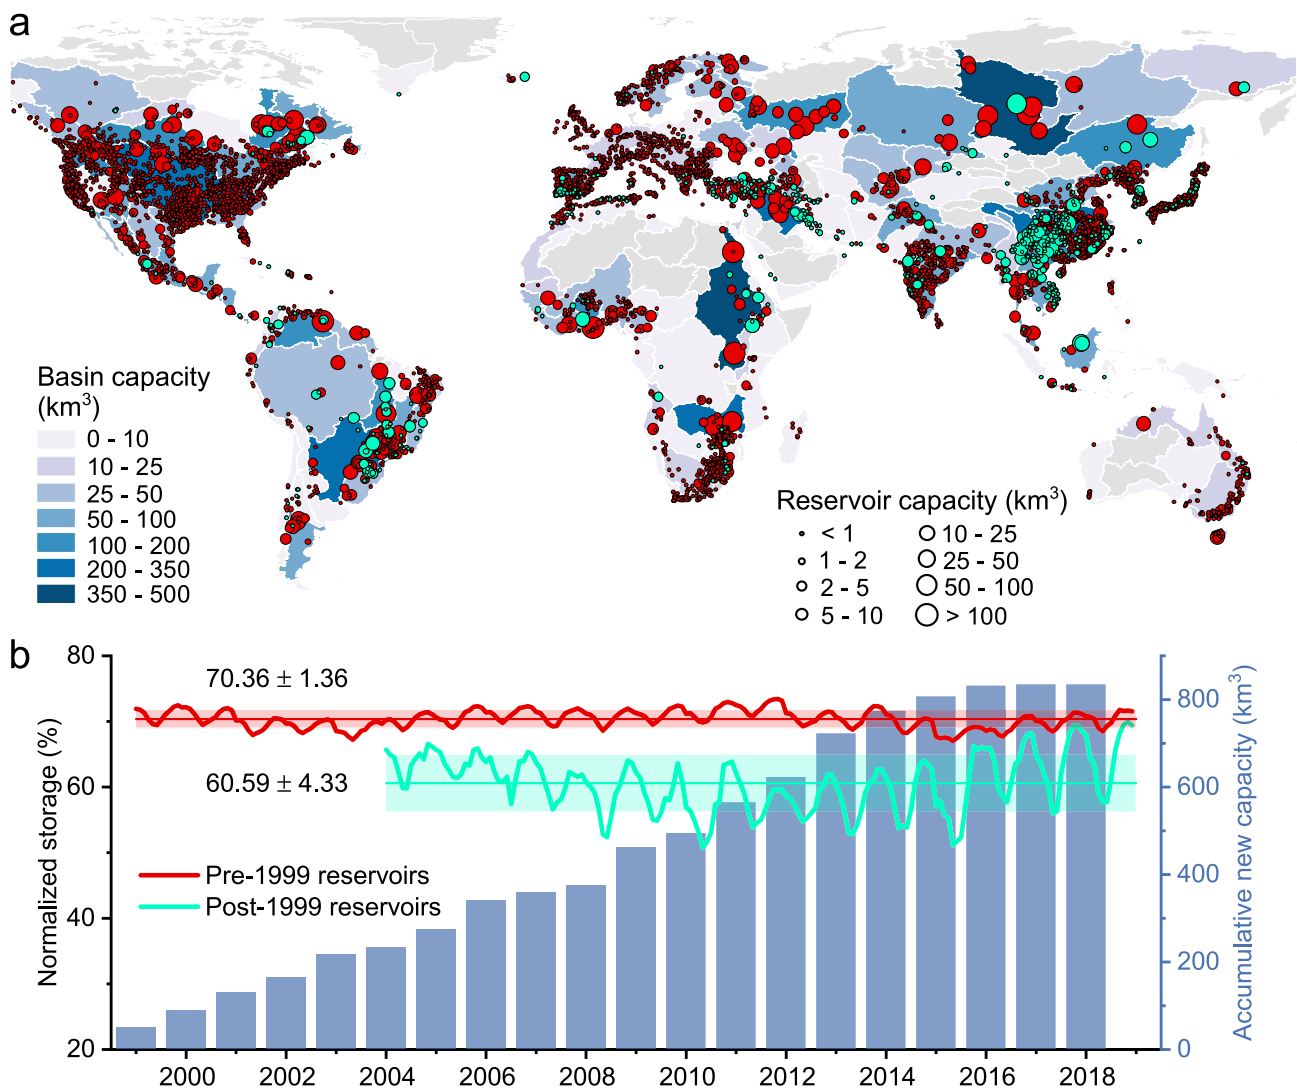 a
Basin capacity
(km³)
0 - 10
10 - 25
25 - 50
50 - 100
100 - 200
200 - 350
350 - 500
Reservoir capacity (km³)
< 1
1 - 2
2 - 5
5 - 10
10 - 25
25 - 50
50 - 100
> 100
b
Normalized storage (%)
80
60
40
20
70.36 ± 1.36
60.59 ± 4.33
Pre-1999 reservoirs
Post-1999 reservoirs
Accumulative new capacity (km³)
800
600
400
200
0
2000 2002 2004 2006 2008 2010 2012 2014 2016 2018